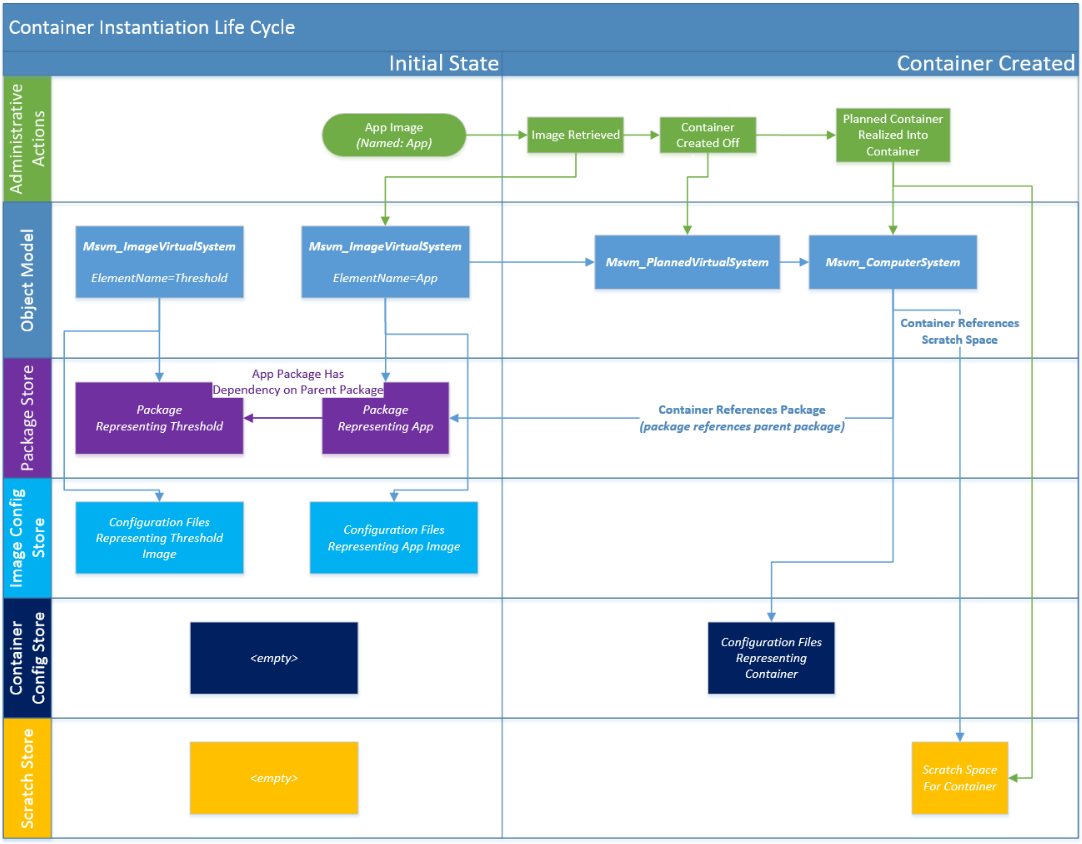 Container Instantiation Life Cycle
Initial State
Container Created
Administrative
Actions
App Image
(Named: App)
Image Retrieved
Container
Created Off
Planned Container
Realized Into
Container
Object Model
Msvm_ImageVirtualSystem
ElementName=Threshold
Msvm_ImageVirtualSystem
ElementName=App
Msvm_PlannedVirtualSystem
Msvm_ComputerSystem
Container References
Scratch Space
Package Store
App Package Has
Dependency on Parent Package
Package
Representing Threshold
Package
Representing App
Container References Package
(package references parent package)
Image Config
Store
Configuration Files
Representing Threshold
Image
Configuration Files
Representing App Image
Container
Config Store
<empty>
Configuration Files
Representing
Container
Scratch Store
<empty>
Scratch Space
For Container